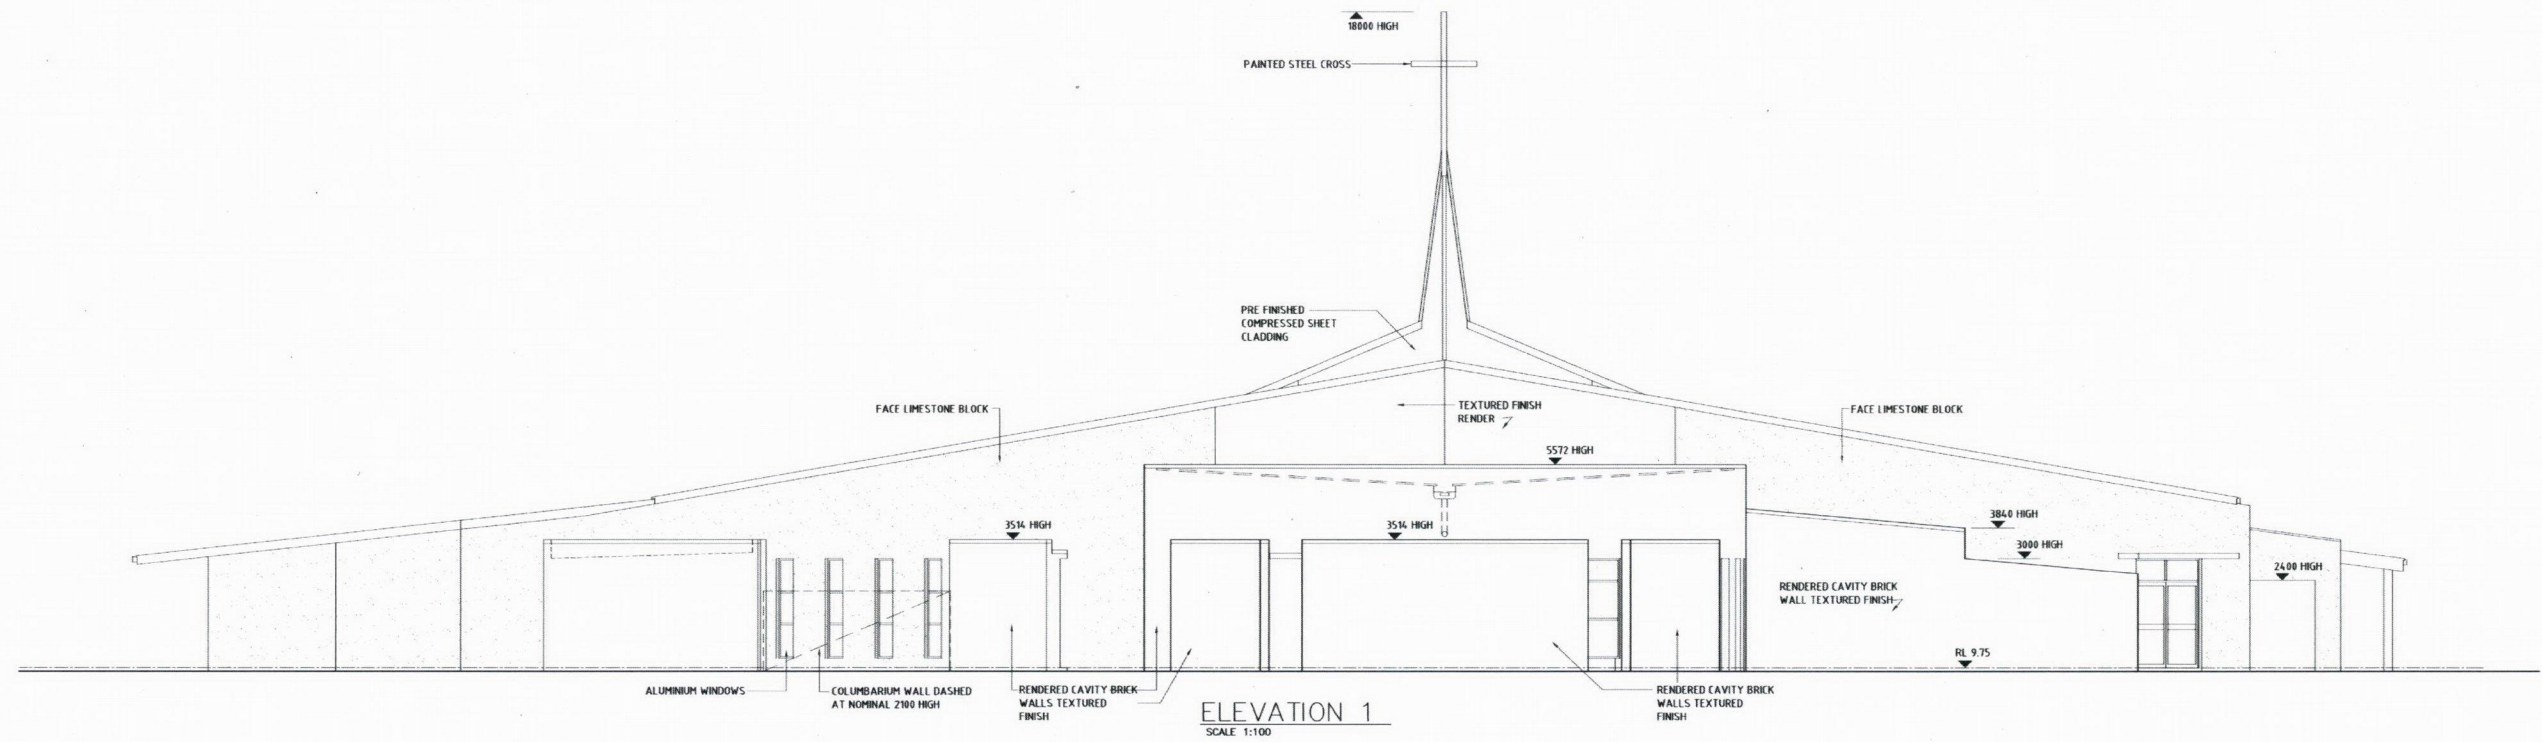 18000 HIGH
PAINTED STEEL CROSS
PRE FINISHED
COMPRESSED SHEET
CLADDING
FACE LIMESTONE BLOCK
TEXTURED FINISH
RENDER
FACE LIMESTONE BLOCK
5572 HIGH
3514 HIGH
3514 HIGH
3840 HIGH
3000 HIGH
2400 HIGH
RENDERED CAVITY BRICK
WALL TEXTURED FINISH
RL 9.75
ALUMINIUM WINDOWS
COLUMBARIUM WALL DASHED
AT NOMINAL 2100 HIGH
RENDERED CAVITY BRICK
WALLS TEXTURED
FINISH
RENDERED CAVITY BRICK
WALLS TEXTURED
FINISH
ELEVATION 1
SCALE 1:100